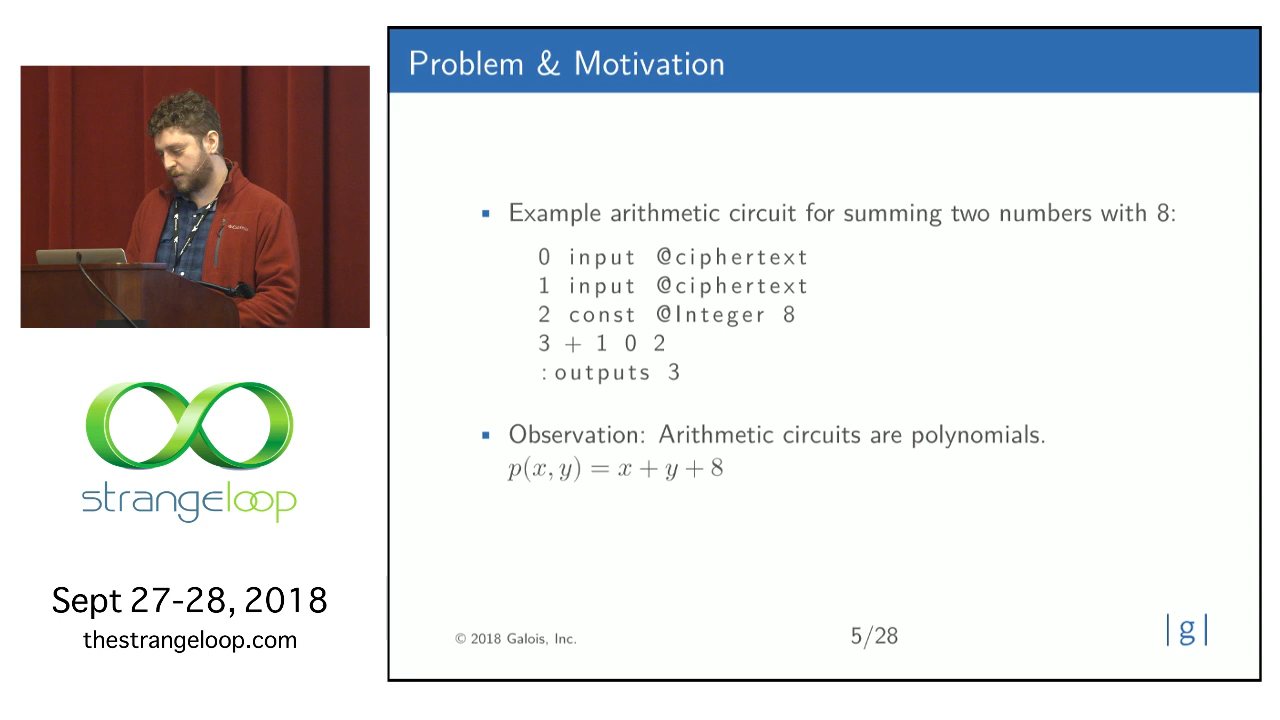 Problem & Motivation
▪ Example arithmetic circuit for summing two numbers with 8:
0 input @ciphertext
1 input @ciphertext
2 const @Integer 8
3 + 1 0 2
:outputs 3
▪ Observation: Arithmetic circuits are polynomials.
p(x, y) = x + y + 8
© 2018 Galois, Inc.
5/28
|g|
strangeloop
Sept 27-28, 2018
thestrangeloop.com